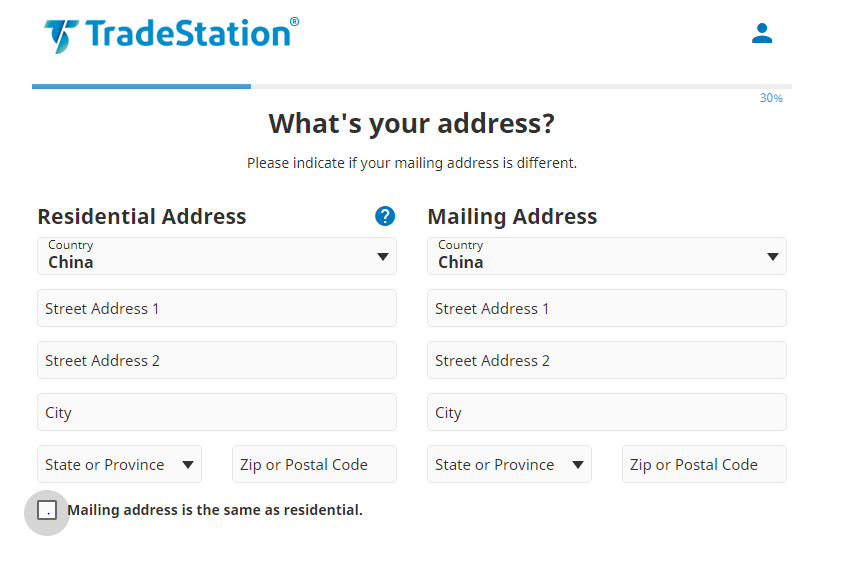 TradeStation®
30%
What's your address?
Please indicate if your mailing address is different.
Residential Address ? Mailing Address
Country Country
China China
Street Address 1 Street Address 1
Street Address 2 Street Address 2
City City
State or Province Zip or Postal Code State or Province Zip or Postal Code
. Mailing address is the same as residential.